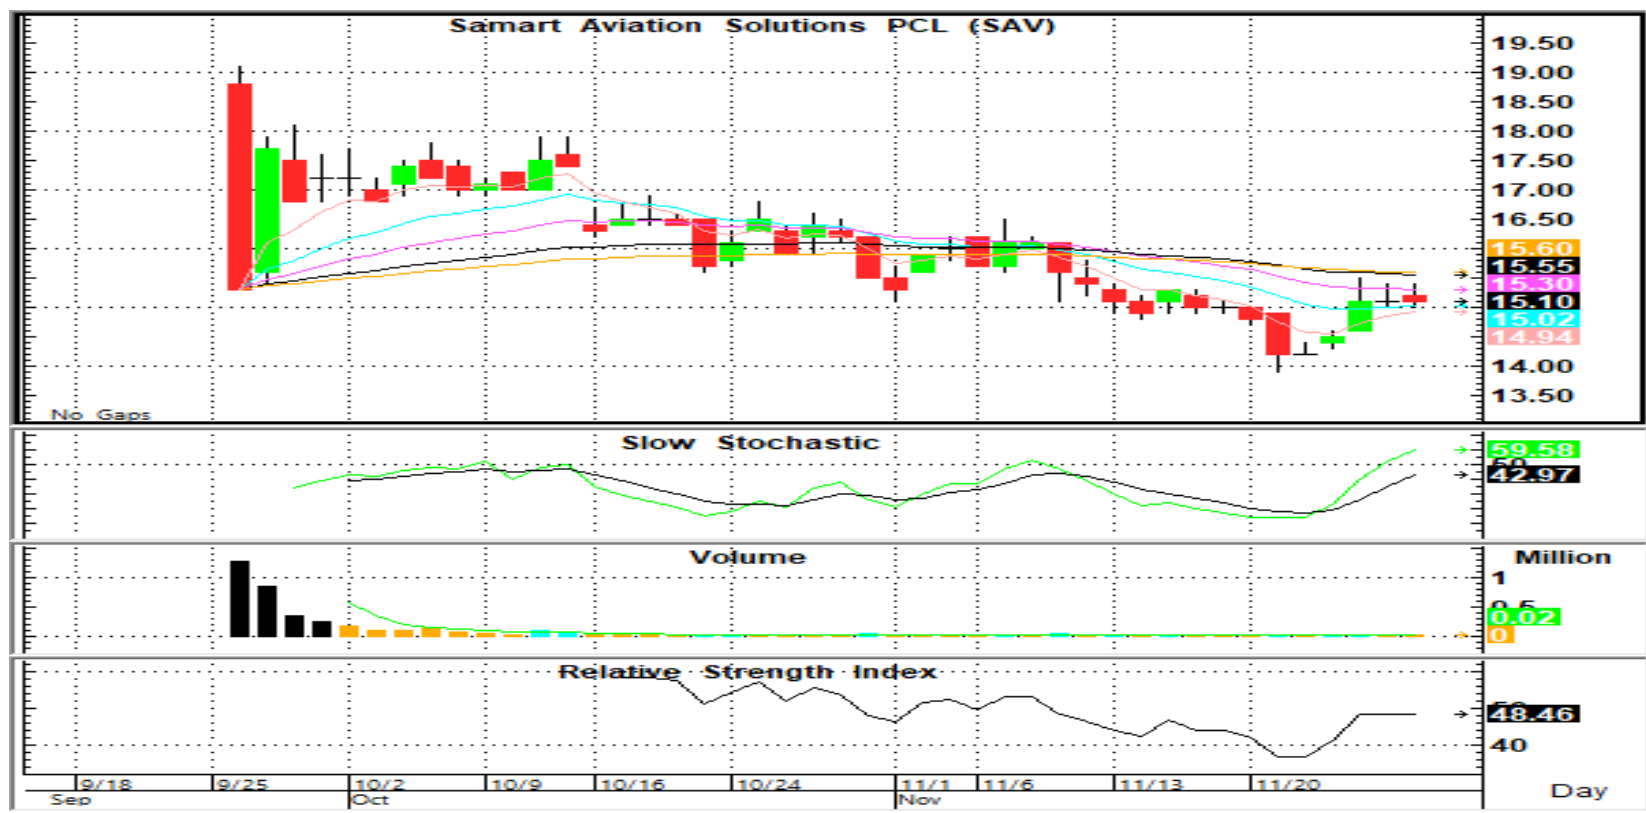 Samart Aviation Solutions PCL (SAV)
19.50
19.00
18.50
18.00
17.50
17.00
16.50
15.60
15.55
15.30
15.10
15.02
14.94
14.00
13.50
No Gaps
Slow Stochastic
59.58
42.97
Volume
Million
1
0.02
0
Relative Strength Index
48.46
40
9/18 9/25 10/2 10/9 10/16 10/24 11/1 11/6 11/13 11/20
Sep Oct Nov
Day